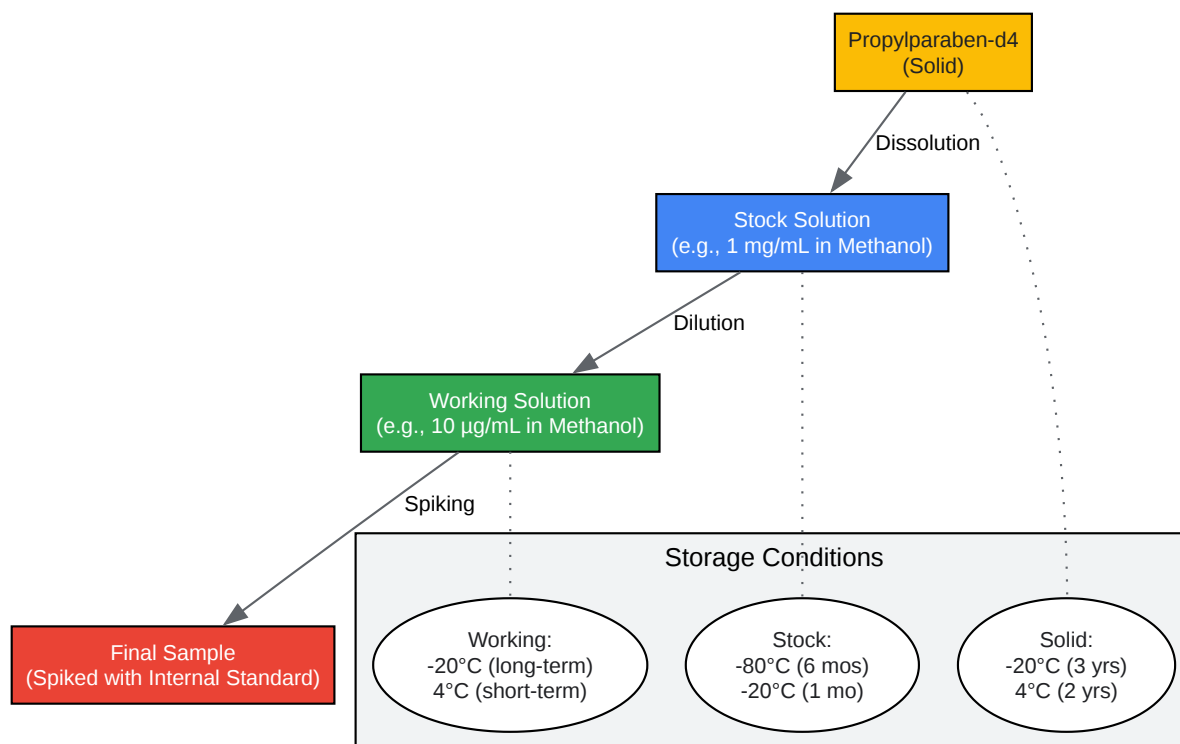 Propylparaben-d4
(Solid)
Dissolution
Stock Solution
(e.g., 1 mg/mL in Methanol)
Dilution
Working Solution
(e.g., 10 µg/mL in Methanol)
Spiking
Storage Conditions
Final Sample
(Spiked with Internal Standard)
Working:
-20°C (long-term)
4°C (short-term)
Stock:
-80°C (6 mos)
-20°C (1 mo)
Solid:
-20°C (3 yrs)
4°C (2 yrs)